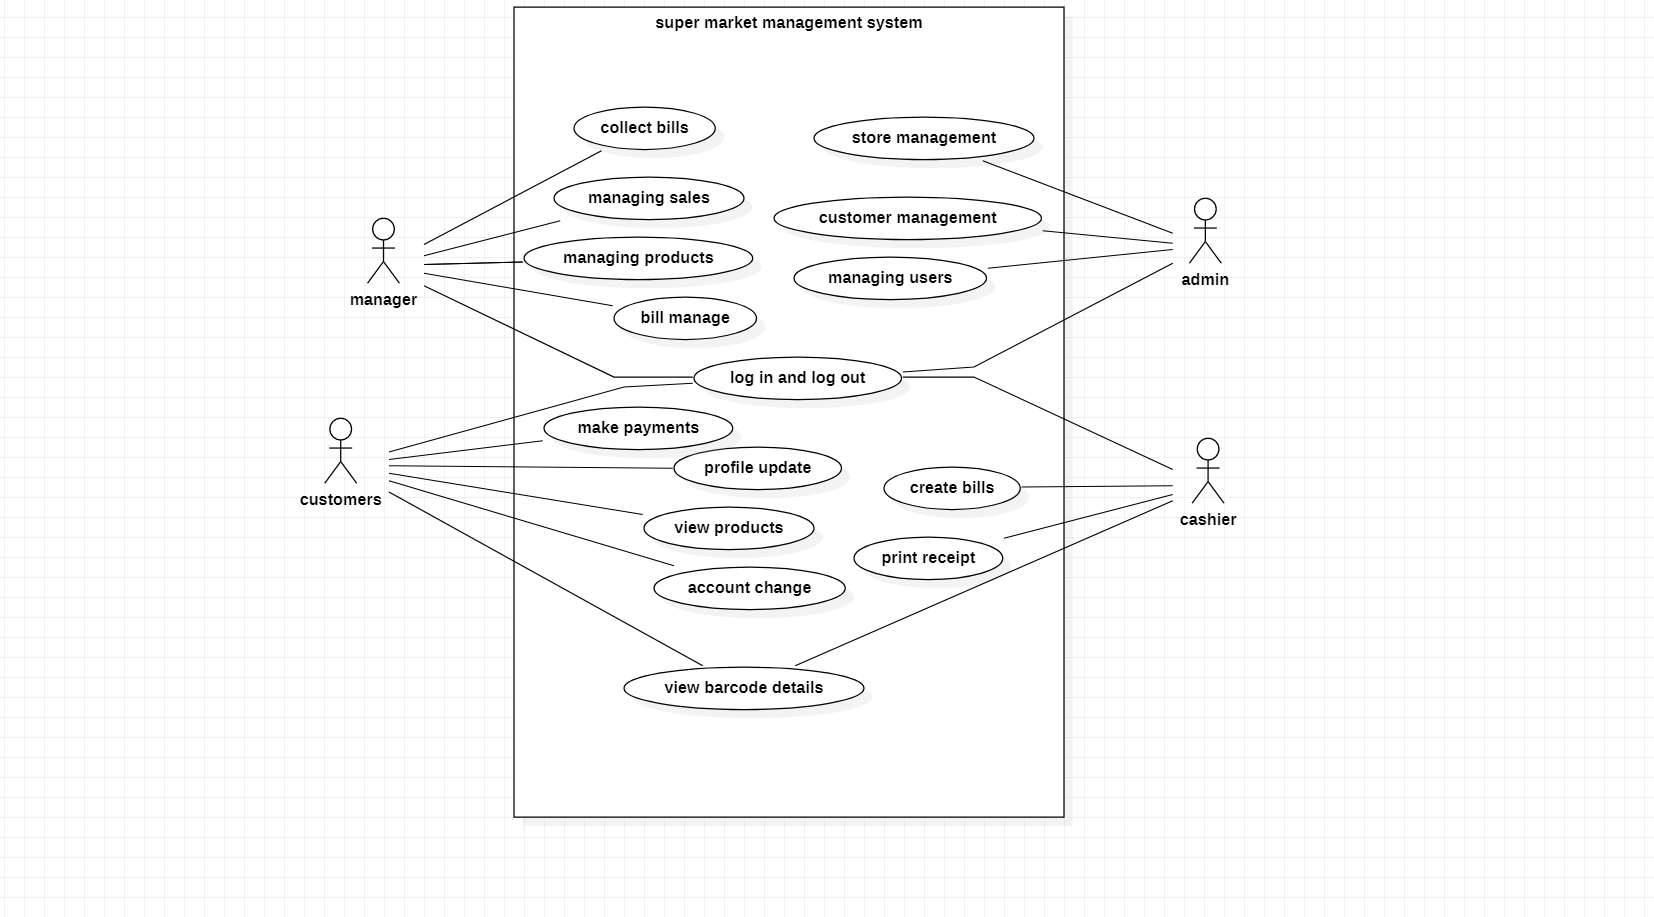 super market management system
collect bills
store management
managing sales
customer management
managing products
managing users
admin
manager
bill manage
log in and log out
make payments
profile update
create bills
customers
cashier
view products
print receipt
account change
view barcode details